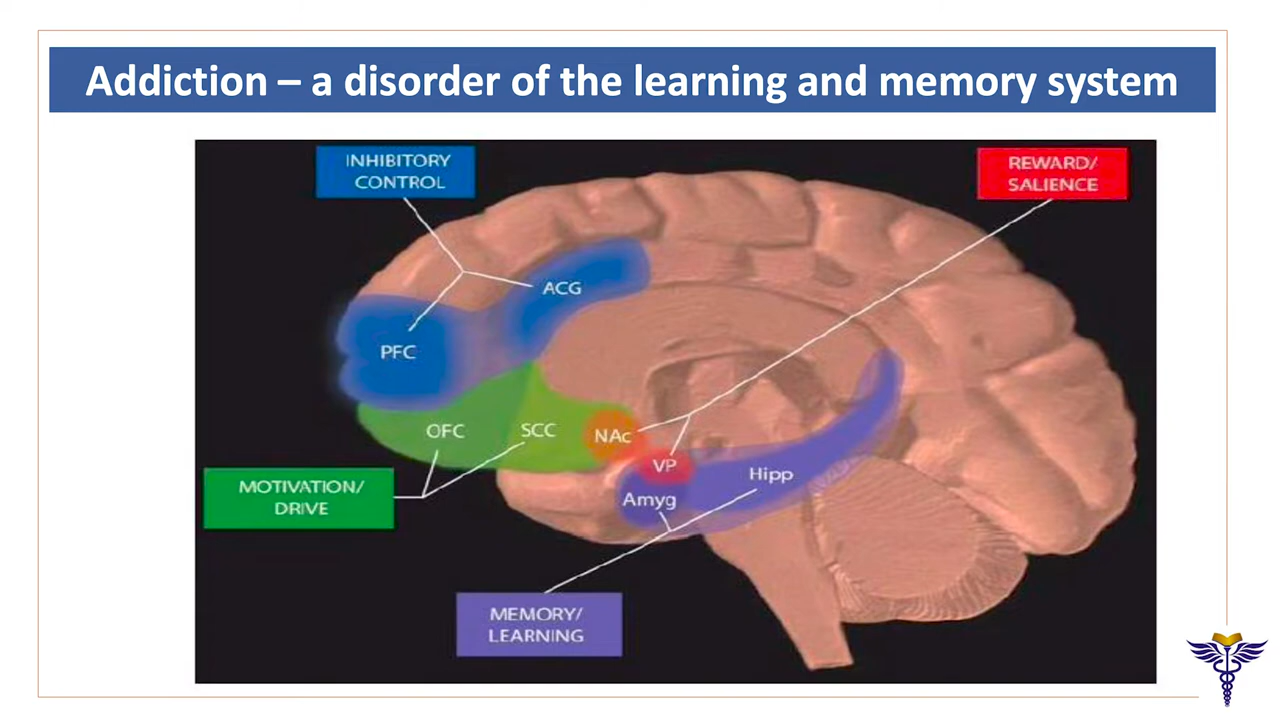 Addiction – a disorder of the learning and memory system
INHIBITORY
CONTROL
REWARD/
SALIENCE
ACG
PFC
OFC
SCC
NAc
VP
Hipp
Amyg
MOTIVATION/
DRIVE
MEMORY/
LEARNING